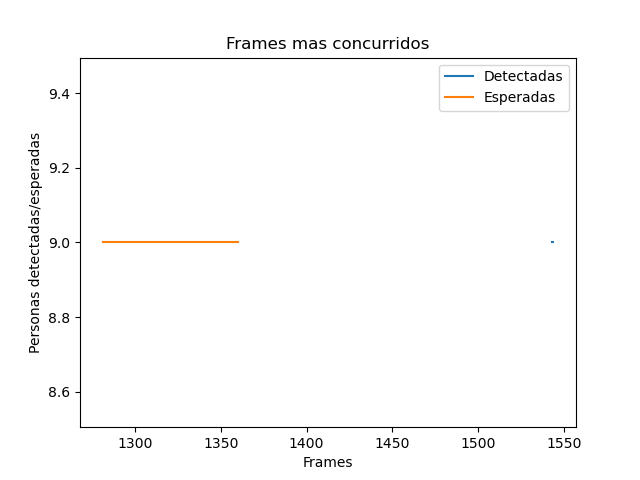 Frames mas concurridos
Detectadas
Esperadas
Personas detectadas/esperadas
9.4
9.2
9.0
8.8
8.6
1300 1350 1400 1450 1500 1550
Frames